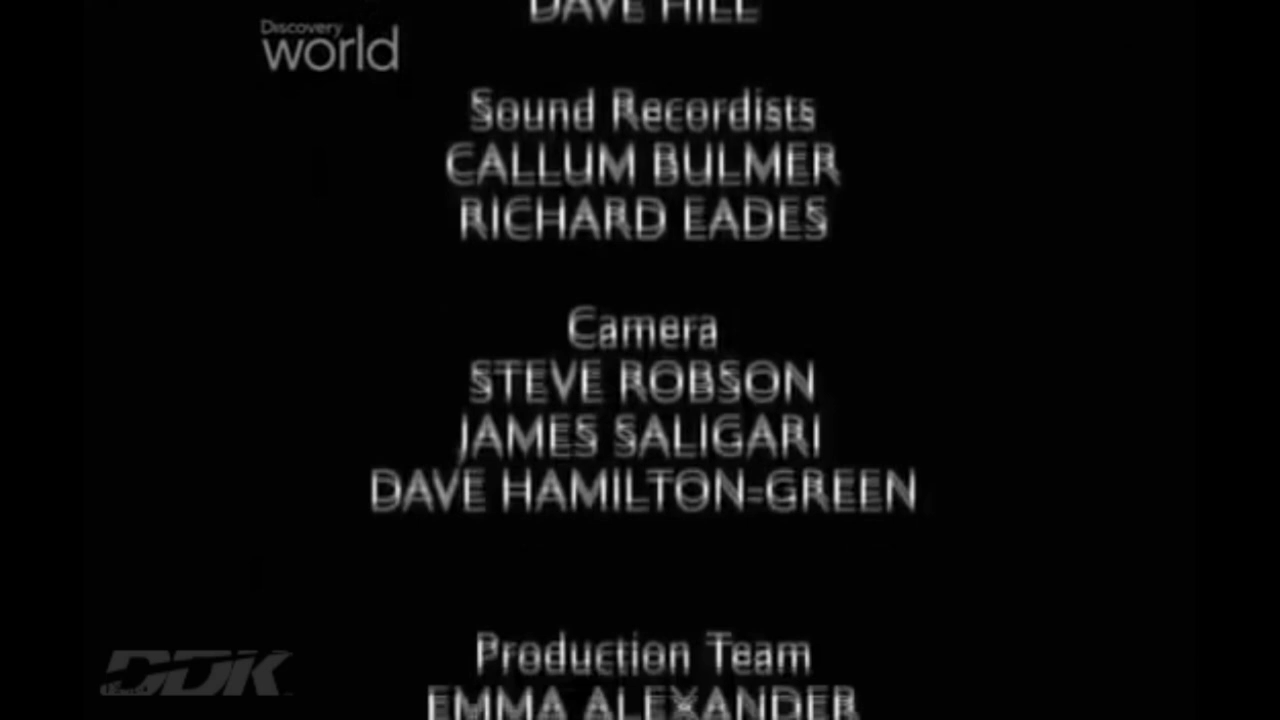 DAVE HILL
Discovery
world
Sound Recordists
CALLUM BULMER
RICHARD EADES
Camera
STEVE ROBSON
JAMES SALIGARI
DAVE HAMILTON-GREEN
Production Team
EMMA ALEXANDER
DDK